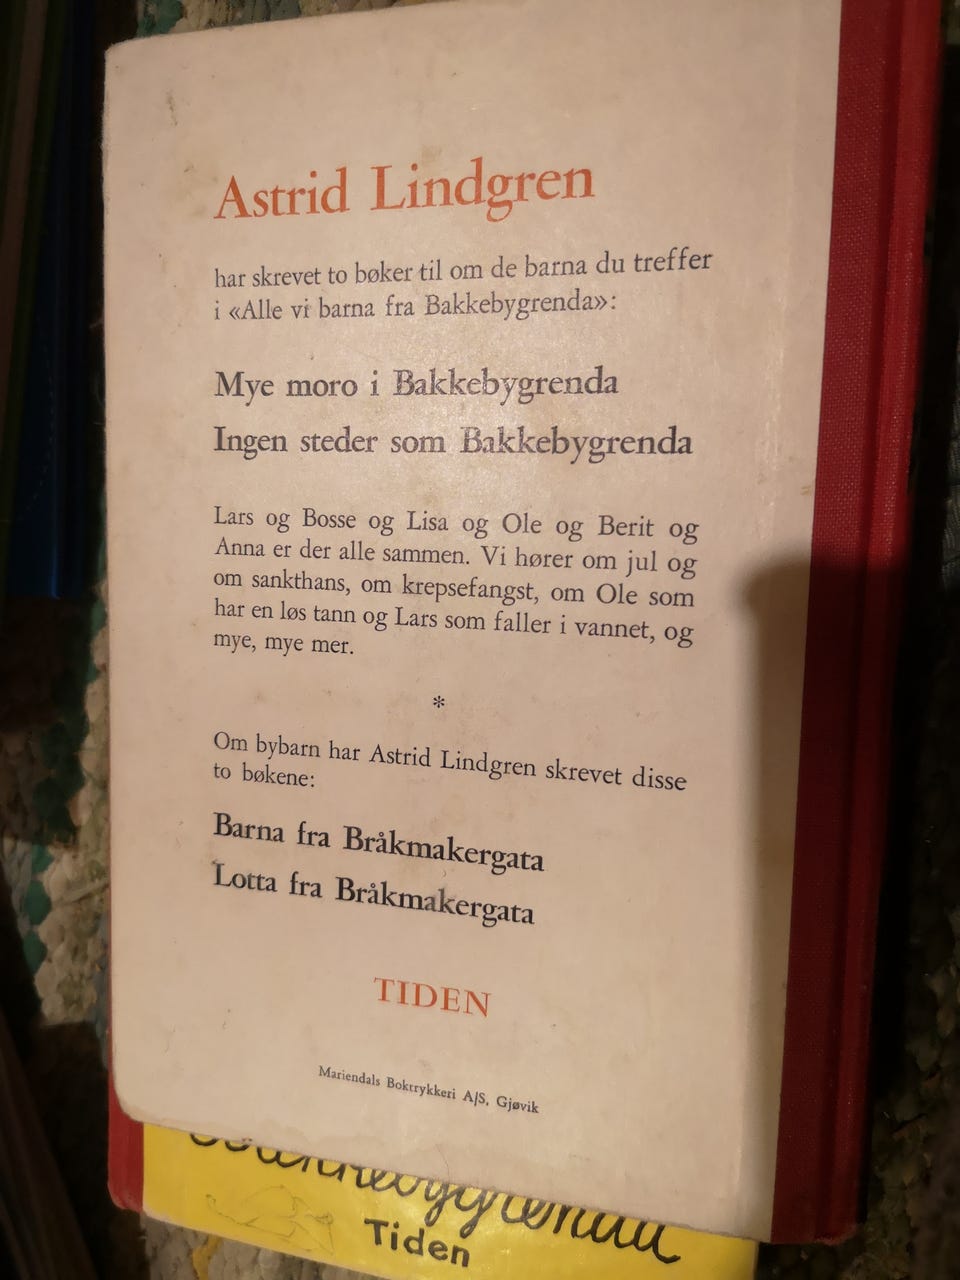 Astrid Lindgren
har skrevet to bøker til om de barna du treffer
i «Alle vi barna fra Bakkebygrenda»:
Mye moro i Bakkebygrenda
Ingen steder som Bakkebygrenda
Lars og Bosse og Lisa og Ole og Berit og
Anna er der alle sammen. Vi hører om jul og
om sankthans, om krepsefangst, om Ole som
har en løs tann og Lars som faller i vannet, og
mye, mye mer.
*
Om bybarn har Astrid Lindgren skrevet disse
to bøkene:
Barna fra Bråkmakergata
Lotta fra Bråkmakergata
TIDEN
Mariendals Boktrykkeri A/S, Gjøvik
Bakkebygrenda
Tiden